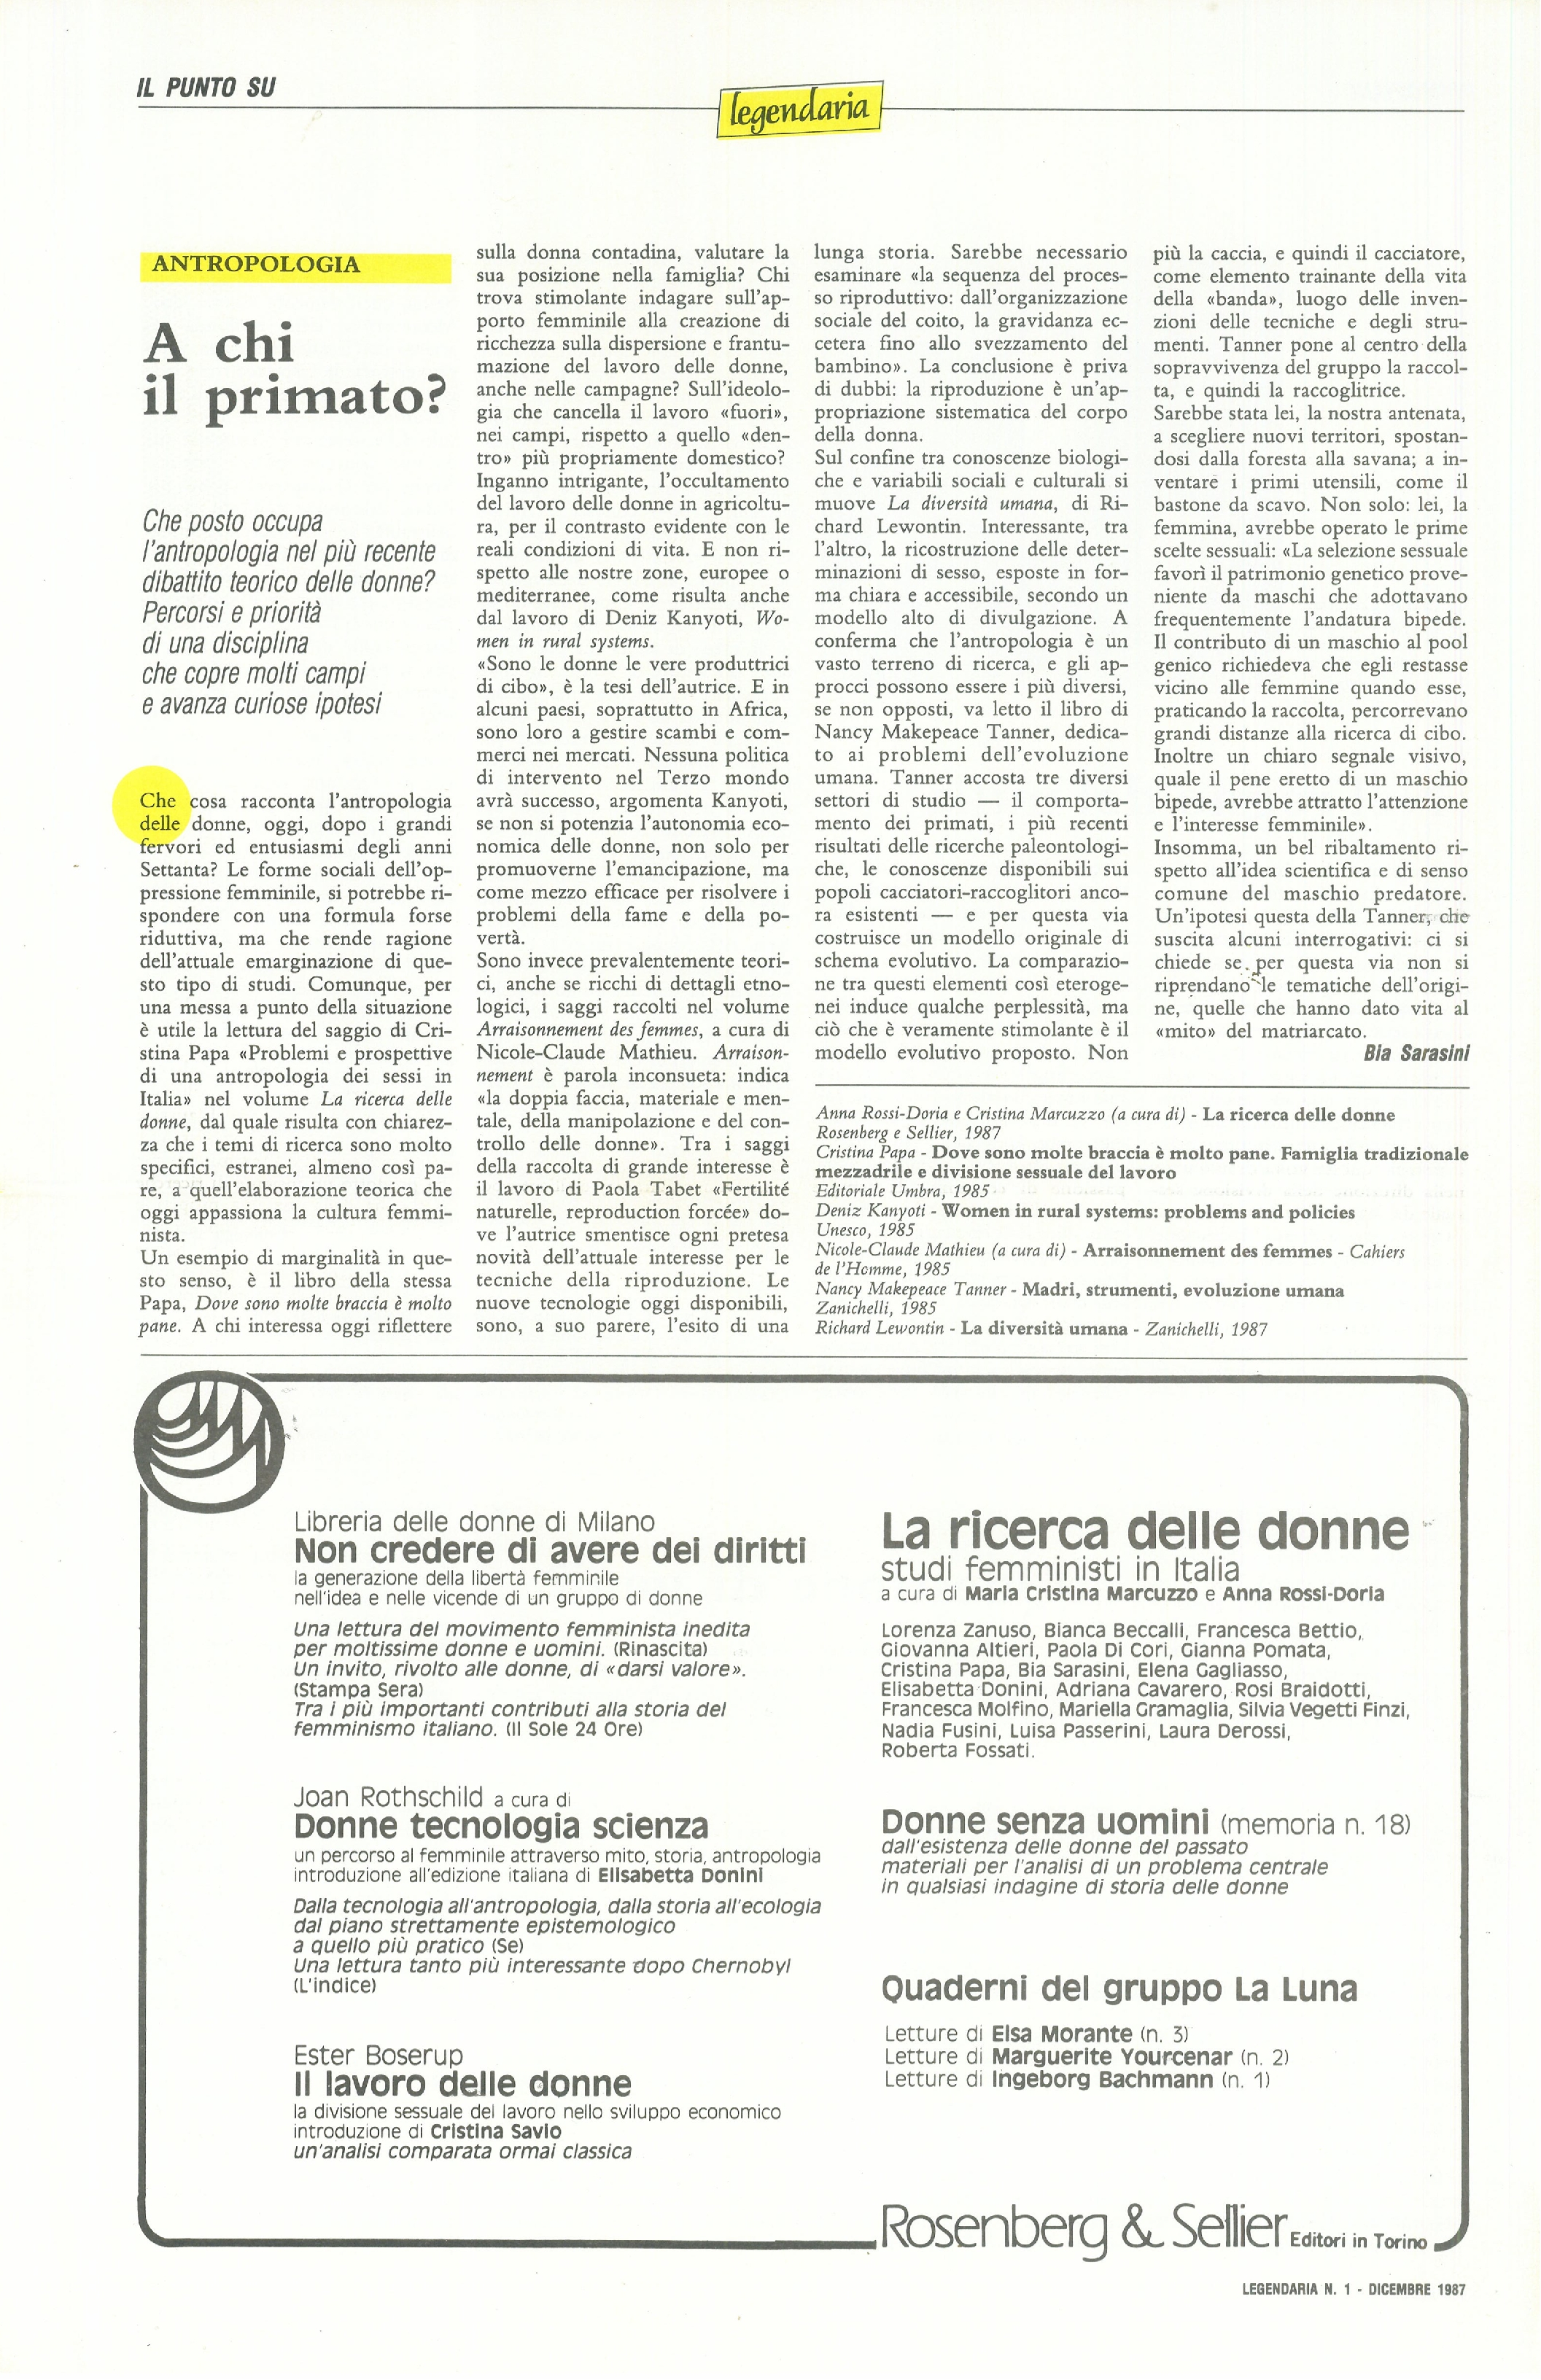 IL PUNTO SU
legendaria
ANTROPOLOGIA
A chi
il primato?
Che posto occupa
l'antropologia nel più recente
dibattito teorico delle donne?
Percorsi e priorità
di una disciplina
che copre molti campi
e avanza curiose ipotesi
Che cosa racconta l'antropologia
delle donne, oggi, dopo i grandi
fervori ed entusiasmi degli anni
Settanta? Le forme sociali dell'op-
pressione femminile, si potrebbe ri-
spondere con una formula forse
riduttiva, ma che rende ragione
dell'attuale emarginazione di que-
sto tipo di studi. Comunque, per
una messa a punto della situazione
è utile la lettura del saggio di Cri-
stina Papa «Problemi e prospettive
di una antropologia dei sessi in
Italia» nel volume La ricerca delle
donne, dal quale risulta con chiarez-
za che i temi di ricerca sono molto
specifici, estranei, almeno così pa-
re, a quell'elaborazione teorica che
oggi appassiona la cultura femmi-
nista.
Un esempio di marginalità in que-
sto senso, è il libro della stessa
Papa, Dove sono molte braccia è molto
pane. A chi interessa oggi riflettere
sulla donna contadina, valutare la
sua posizione nella famiglia? Chi
trova stimolante indagare sull'ap-
porto femminile alla creazione di
ricchezza sulla dispersione e frantu-
mazione del lavoro delle donne,
anche nelle campagne? Sull'ideolo-
gia che cancella il lavoro «fuori»,
nei campi, rispetto a quello «den-
tro» più propriamente domestico?
Inganno intrigante, l'occultamento
del lavoro delle donne in agricoltu-
ra, per il contrasto evidente con le
reali condizioni di vita. E non ri-
spetto alle nostre zone, europee o
mediterranee, come risulta anche
dal lavoro di Deniz Kanyoti, Wo-
men in rural systems.
«Sono le donne le vere produttrici
di cibo», è la tesi dell'autrice. E in
alcuni paesi, soprattutto in Africa,
sono loro a gestire scambi e com-
merci nei mercati. Nessuna politica
di intervento nel Terzo mondo
avrà successo, argomenta Kanyoti,
se non si potenzia l'autonomia eco-
nomica delle donne, non solo per
promuoverne l'emancipazione, ma
come mezzo efficace per risolvere i
problemi della fame e della po-
vertà.
Sono invece prevalentemente teori-
ci, anche se ricchi di dettagli etno-
logici, i saggi raccolti nel volume
Arraisonnement des femmes, a cura di
Nicole-Claude Mathieu. Arraison-
nement è parola inconsueta: indica
«la doppia faccia, materiale e men-
tale, della manipolazione e del con-
trollo delle donne». Tra i saggi
della raccolta di grande interesse è
il lavoro di Paola Tabet «Fertilité
naturelle, reproduction forcée» do-
ve l'autrice smentisce ogni pretesa
novità dell'attuale interesse per le
tecniche della riproduzione. Le
nuove tecnologie oggi disponibili,
sono, a suo parere, l'esito di una
lunga storia. Sarebbe necessario
esaminare «la sequenza del proces-
so riproduttivo: dall'organizzazione
sociale del coito, la gravidanza ec-
cetera fino allo svezzamento del
bambino». La conclusione è priva
di dubbi: la riproduzione è un'ap-
propriazione sistematica del corpo
della donna.
Sul confine tra conoscenze biologi-
che e variabili sociali e culturali si
muove La diversità umana, di Ri-
chard Lewontin. Interessante, tra
l'altro, la ricostruzione delle deter-
minazioni di sesso, esposte in for-
ma chiara e accessibile, secondo un
modello alto di divulgazione. A
conferma che l'antropologia è un
vasto terreno di ricerca, e gli ap-
procci possono essere i più diversi,
se non opposti, va letto il libro di
Nancy Makepeace Tanner, dedica-
to ai problemi dell'evoluzione
umana. Tanner accosta tre diversi
settori di studio — il comporta-
mento dei primati, i più recenti
risultati delle ricerche paleontologi-
che, le conoscenze disponibili sui
popoli cacciatori-raccoglitori anco-
ra esistenti — e per questa via
costruisce un modello originale di
schema evolutivo. La comparazio-
ne tra questi elementi così eteroge-
nei induce qualche perplessità, ma
ciò che è veramente stimolante è il
modello evolutivo proposto. Non
più la caccia, e quindi il cacciatore,
come elemento trainante della vita
della «banda», luogo delle inven-
zioni delle tecniche e degli stru-
menti. Tanner pone al centro della
sopravvivenza del gruppo la raccol-
ta, e quindi la raccoglitrice.
Sarebbe stata lei, la nostra antenata,
a scegliere nuovi territori, spostan-
dosi dalla foresta alla savana; a in-
ventare i primi utensili, come il
bastone da scavo. Non solo: lei, la
femmina, avrebbe operato le prime
scelte sessuali: «La selezione sessuale
favorì il patrimonio genetico prove-
niente da maschi che adottavano
frequentemente l'andatura bipede.
Il contributo di un maschio al pool
genico richiedeva che egli restasse
vicino alle femmine quando esse,
praticando la raccolta, percorrevano
grandi distanze alla ricerca di cibo.
Inoltre un chiaro segnale visivo,
quale il pene eretto di un maschio
bipede, avrebbe attratto l'attenzione
e l'interesse femminile».
Insomma, un bel ribaltamento ri-
spetto all'idea scientifica e di senso
comune del maschio predatore.
Un'ipotesi questa della Tanner, che
suscita alcuni interrogativi: ci si
chiede se per questa via non si
riprendano le tematiche dell'origi-
ne, quelle che hanno dato vita al
«mito» del matriarcato.
Bia Sarasini
Anna Rossi-Doria e Cristina Marcuzzo (a cura di) - La ricerca delle donne
Rosenberg e Sellier, 1987
Cristina Papa - Dove sono molte braccia è molto pane. Famiglia tradizionale
mezzadrile e divisione sessuale del lavoro
Editoriale Umbra, 1985
Deniz Kanyoti - Women in rural systems: problems and policies
Unesco, 1985
Nicole-Claude Mathieu (a cura di) - Arraisonnement des femmes - Cahiers
de l'Homme, 1985
Nancy Makepeace Tanner - Madri, strumenti, evoluzione umana
Zanichelli, 1985
Richard Lewontin - La diversità umana - Zanichelli, 1987
Libreria delle donne di Milano
Non credere di avere dei diritti
la generazione della libertà femminile
nell'idea e nelle vicende di un gruppo di donne
Una lettura del movimento femminista inedita
per moltissime donne e uomini. (Rinascita)
Un invito, rivolto alle donne, di «darsi valore».
(Stampa Sera)
Tra i più importanti contributi alla storia del
femminismo italiano. (Il Sole 24 Ore)
Joan Rothschild a cura di
Donne tecnologia scienza
un percorso al femminile attraverso mito, storia, antropologia
introduzione all'edizione italiana di Elisabetta Donini
Dalla tecnologia all'antropologia, dalla storia all'ecologia
dal piano strettamente epistemologico
a quello più pratico (Se)
Una lettura tanto più interessante dopo Chernobyl
(L'indice)
Ester Boserup
Il lavoro delle donne
la divisione sessuale del lavoro nello sviluppo economico
introduzione di Cristina Savio
un'analisi comparata ormai classica
La ricerca delle donne
studi femministi in Italia
a cura di Maria Cristina Marcuzzo e Anna Rossi-Doria
Lorenza Zanuso, Bianca Beccalli, Francesca Bettio,
Giovanna Altieri, Paola Di Cori, Gianna Pomata,
Cristina Papa, Bia Sarasini, Elena Gagliasso,
Elisabetta Donini, Adriana Cavarero, Rosi Braidotti,
Francesca Molfino, Mariella Gramaglia, Silvia Vegetti Finzi,
Nadia Fusini, Luisa Passerini, Laura Derossi,
Roberta Fossati.
Donne senza uomini (memoria n. 18)
dall'esistenza delle donne del passato
materiali per l'analisi di un problema centrale
in qualsiasi indagine di storia delle donne
Quaderni del gruppo La Luna
Letture di Elsa Morante (n. 3)
Letture di Marguerite Yourcenar (n. 2)
Letture di Ingeborg Bachmann (n. 1)
Rosenberg & Sellier Editori in Torino
LEGENDARIA N. 1 - DICEMBRE 1987